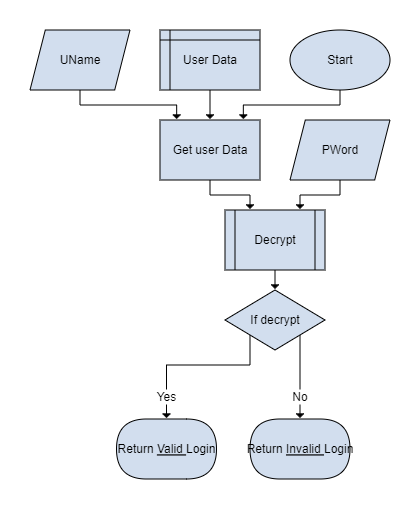 UName
User Data
Start
Get user Data
PWord
Decrypt
If decrypt
Yes
No
Return Valid Login
Return Invalid Login